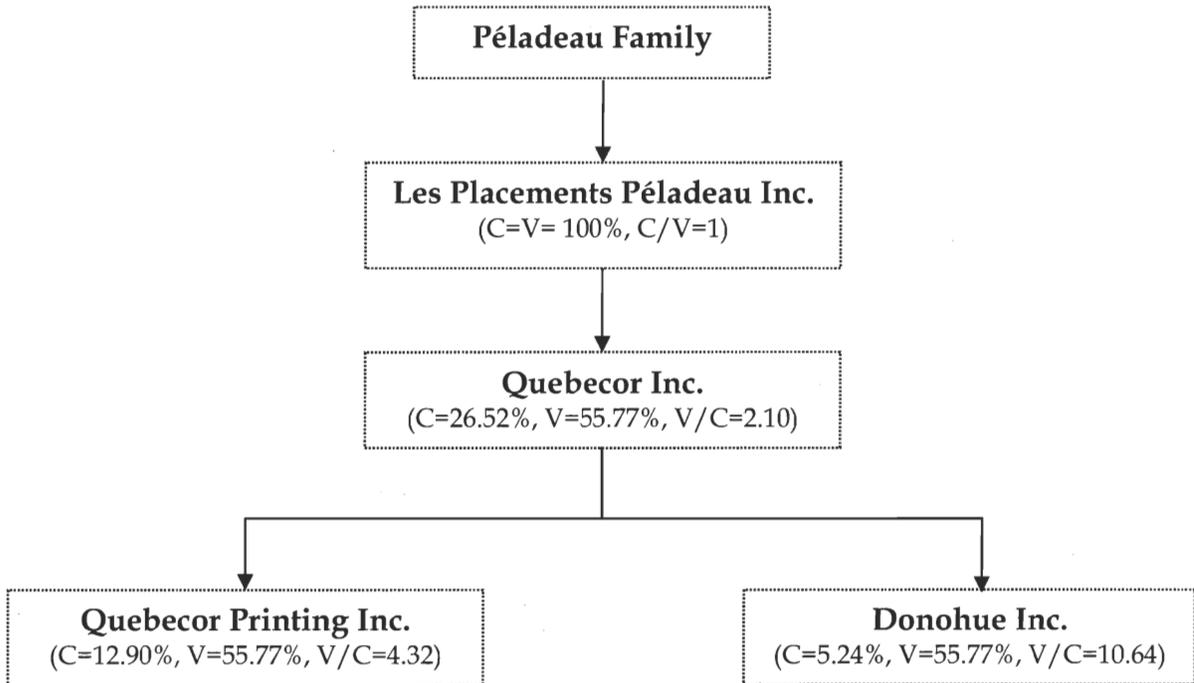 Péladeau Family
Les Placements Péladeau Inc.
(C=V= 100%, C/V=1)
Quebecor Inc.
(C=26.52%, V=55.77%, V/C=2.10)
Quebecor Printing Inc.
(C=12.90%, V=55.77%, V/C=4.32)
Donohue Inc.
(C=5.24%, V=55.77%, V/C=10.64)